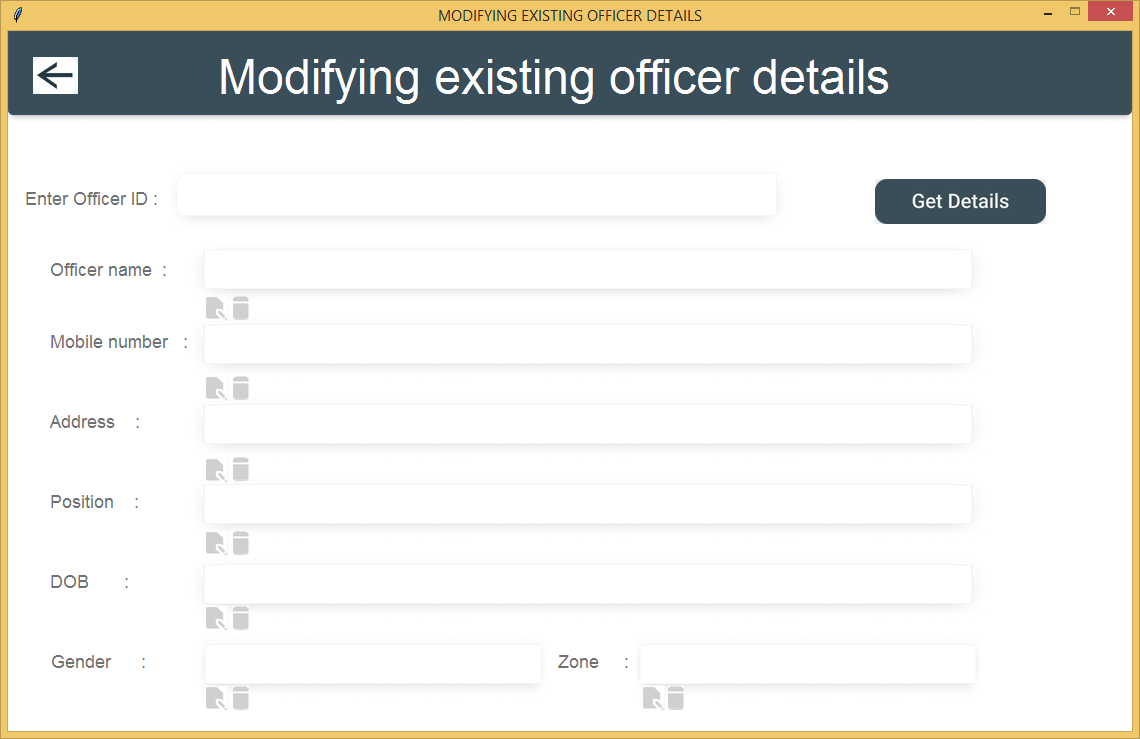 MODIFYING EXISTING OFFICER DETAILS
Modifying existing officer details
Enter Officer ID :
Get Details
Officer name :
Mobile number :
Address :
Position :
DOB :
Gender : Zone :